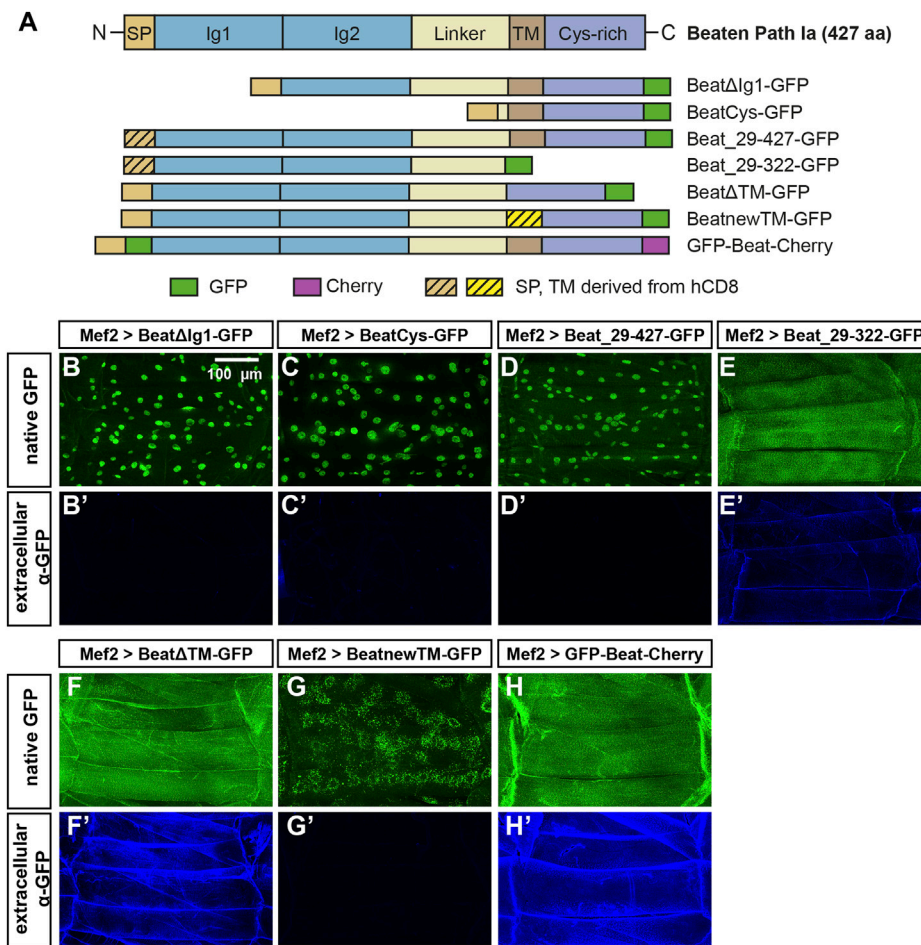 A
N
SP
Ig1
Ig2
Linker
TM
Cys-rich
C
Beaten Path Ia (427 aa)
BeatΔIg1-GFP
BeatCys-GFP
Beat_29-427-GFP
Beat_29-322-GFP
BeatΔTM-GFP
BeatnewTM-GFP
GFP-Beat-Cherry
GFP
Cherry
SP, TM derived from hCD8
Mef2 > BeatΔIg1-GFP
Mef2 > BeatCys-GFP
Mef2 > Beat_29-427-GFP
Mef2 > Beat_29-322-GFP
native GFP
B
100 µm
C
D
E
extracellular
α-GFP
B'
C'
D'
E'
Mef2 > BeatΔTM-GFP
Mef2 > BeatnewTM-GFP
Mef2 > GFP-Beat-Cherry
native GFP
F
G
H
extracellular
α-GFP
F'
G'
H'